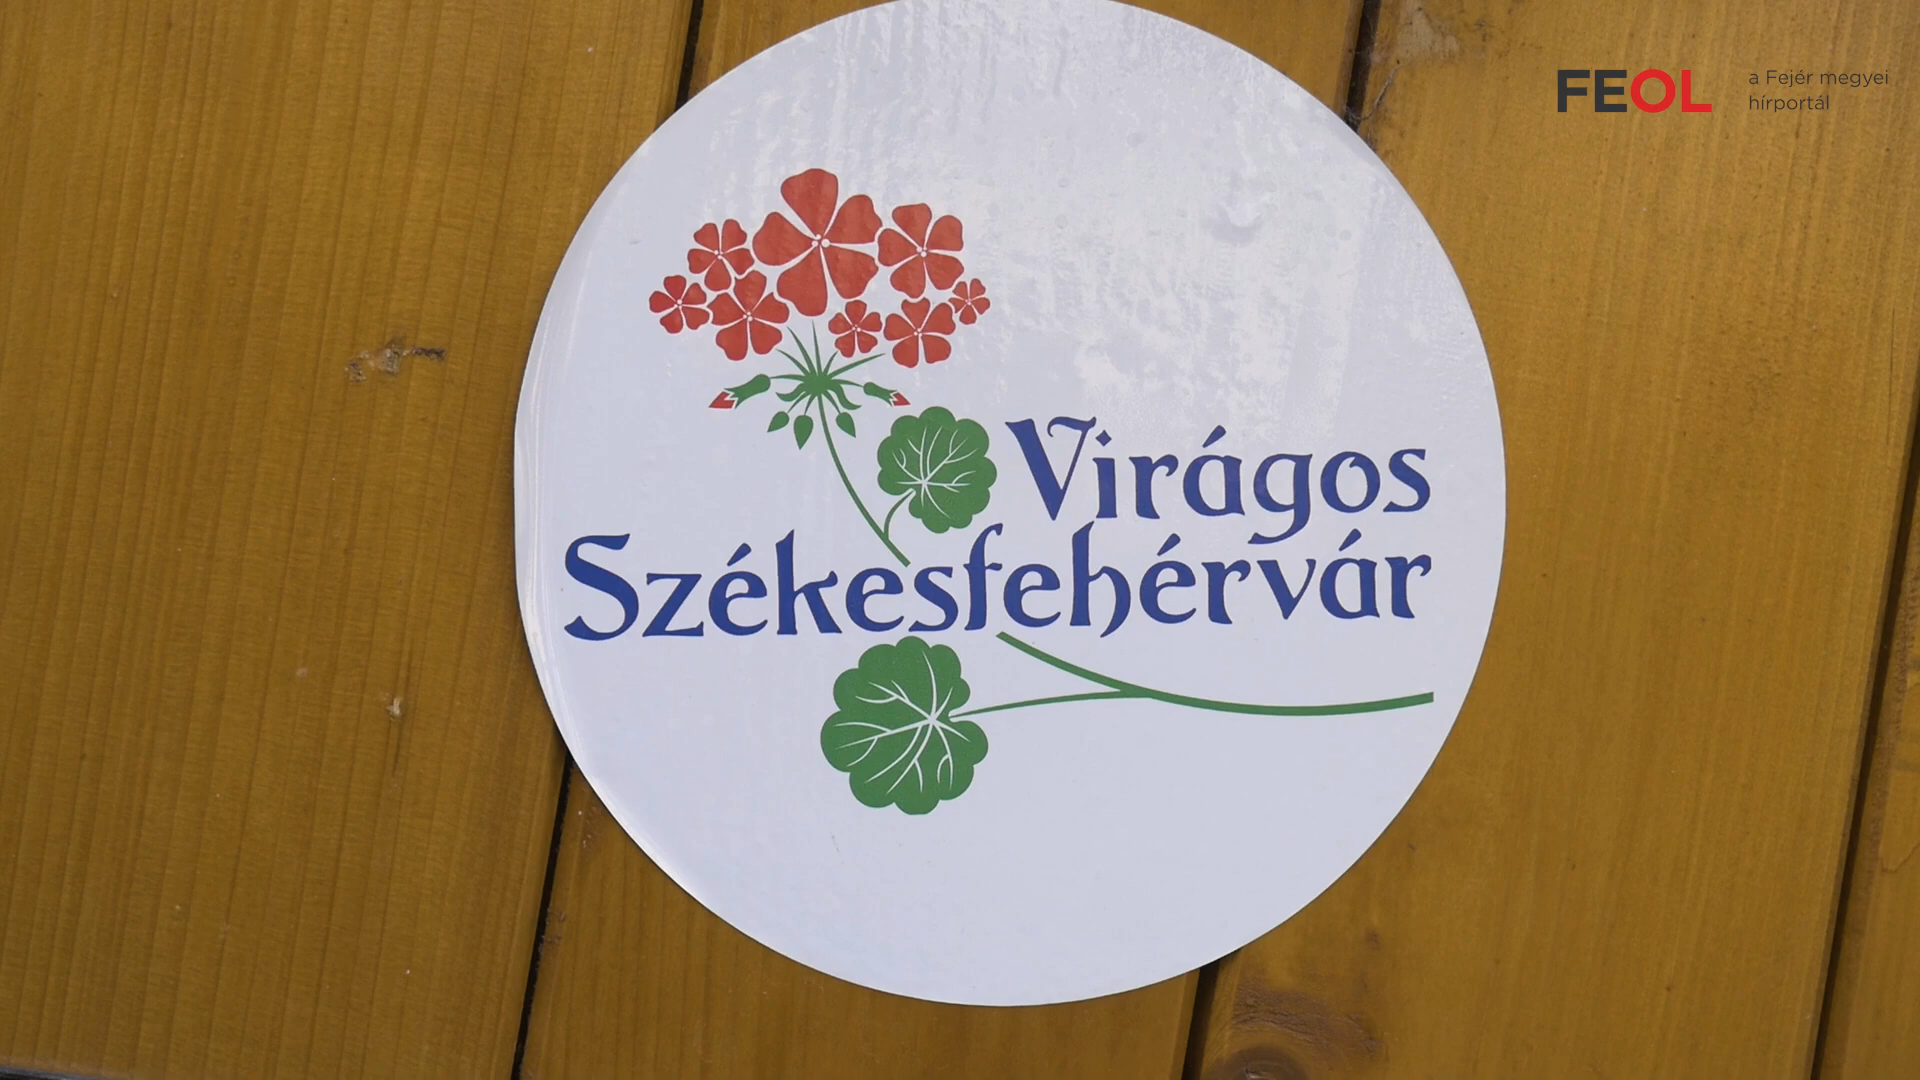 FEOL
a Fejér megyei
hírportál
Virágos
Székesfehérvár